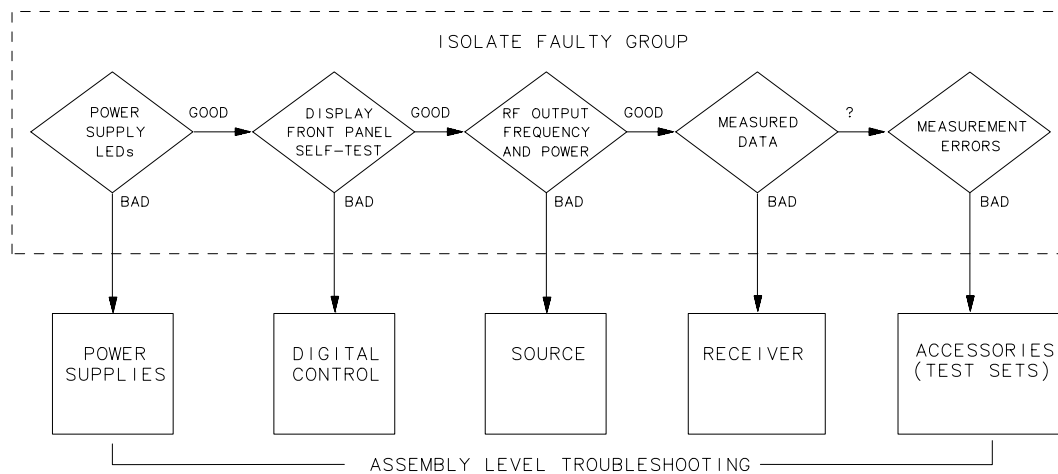 ISOLATE FAULTY GROUP
POWER
SUPPLY
LEDs
GOOD
DISPLAY
FRONT PANEL
SELF-TEST
GOOD
RF OUTPUT
FREQUENCY
AND POWER
GOOD
MEASURED
DATA
?
MEASUREMENT
ERRORS
BAD
BAD
BAD
BAD
BAD
POWER
SUPPLIES
DIGITAL
CONTROL
SOURCE
RECEIVER
ACCESSORIES
(TEST SETS)
ASSEMBLY LEVEL TROUBLESHOOTING